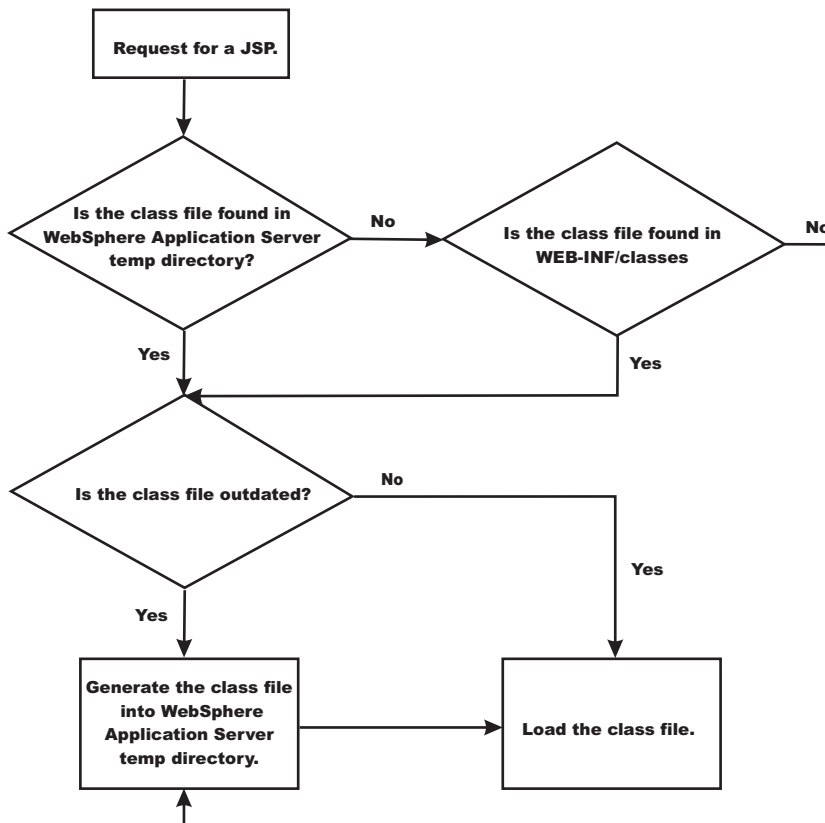 Request for a JSP.
Is the class file found in
WebSphere Application Server
temp directory?
No
Is the class file found in
WEB-INF/classes
No
Yes
Yes
Is the class file outdated?
No
Yes
Yes
Generate the class file
into WebSphere
Application Server
temp directory.
Load the class file.